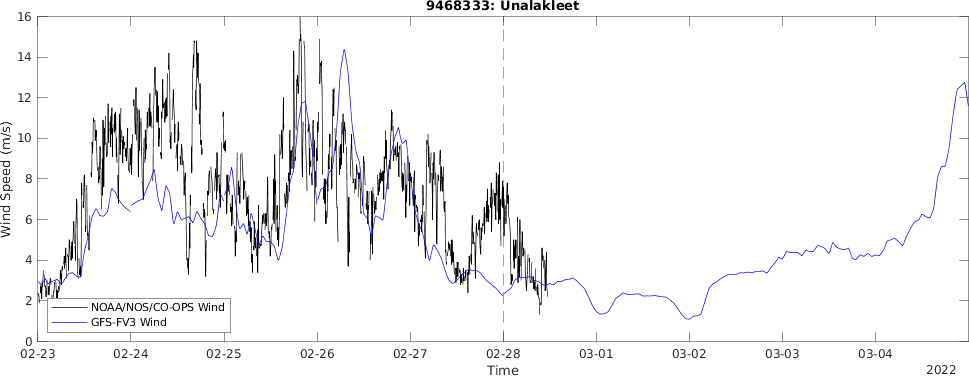 9468333: Unalakleet
16
14
12
10
8
6
4
2
0
Wind Speed (m/s)
NOAA/NOS/CO-OPS Wind
GFS-FV3 Wind
02-23 02-24 02-25 02-26 02-27 02-28 03-01 03-02 03-03 03-04
Time
2022